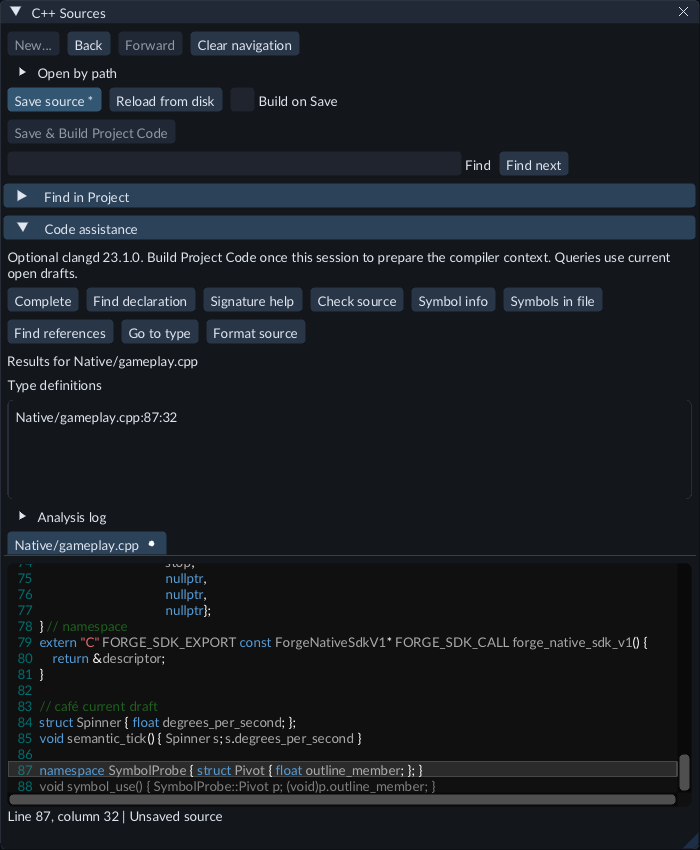 C++ Sources
New... Back Forward Clear navigation
Open by path
Save source * Reload from disk Build on Save
Save & Build Project Code
Find Find next
Find in Project
Code assistance
Optional clangd 23.1.0. Build Project Code once this session to prepare the compiler context. Queries use current
open drafts.
Complete Find declaration Signature help Check source Symbol info Symbols in file
Find references Go to type Format source
Results for Native/gameplay.cpp
Type definitions
Native/gameplay.cpp:87:32
Analysis log
Native/gameplay.cpp
74 stop,
75 nullptr,
76 nullptr,
77 nullptr};
78 } // namespace
79 extern "C" FORGE_SDK_EXPORT const ForgeNativeSdkV1* FORGE_SDK_CALL forge_native_sdk_v1() {
80 return &descriptor;
81 }
82
83 // café current draft
84 struct Spinner { float degrees_per_second; };
85 void semantic_tick() { Spinner s; s.degrees_per_second }
86
87 namespace SymbolProbe { struct Pivot { float outline_member; }; }
88 void symbol_use() { SymbolProbe::Pivot p; (void)p.outline_member; }
Line 87, column 32 | Unsaved source